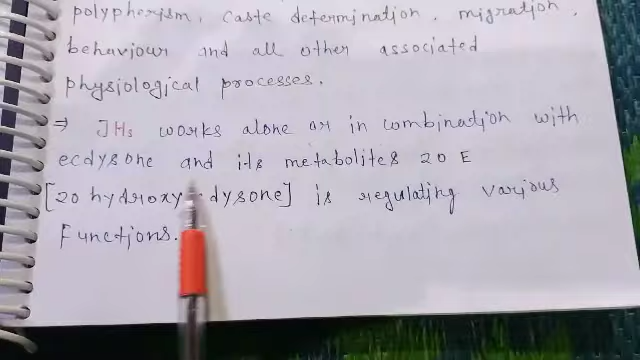 polypherism, caste determination, migration,
behaviour and all other associated
physiological processes.
⇒ JHs works alone or in combination with
ecdysone and its metabolites 20 E
[20 hydroxy dysone] is regulating various
Functions.